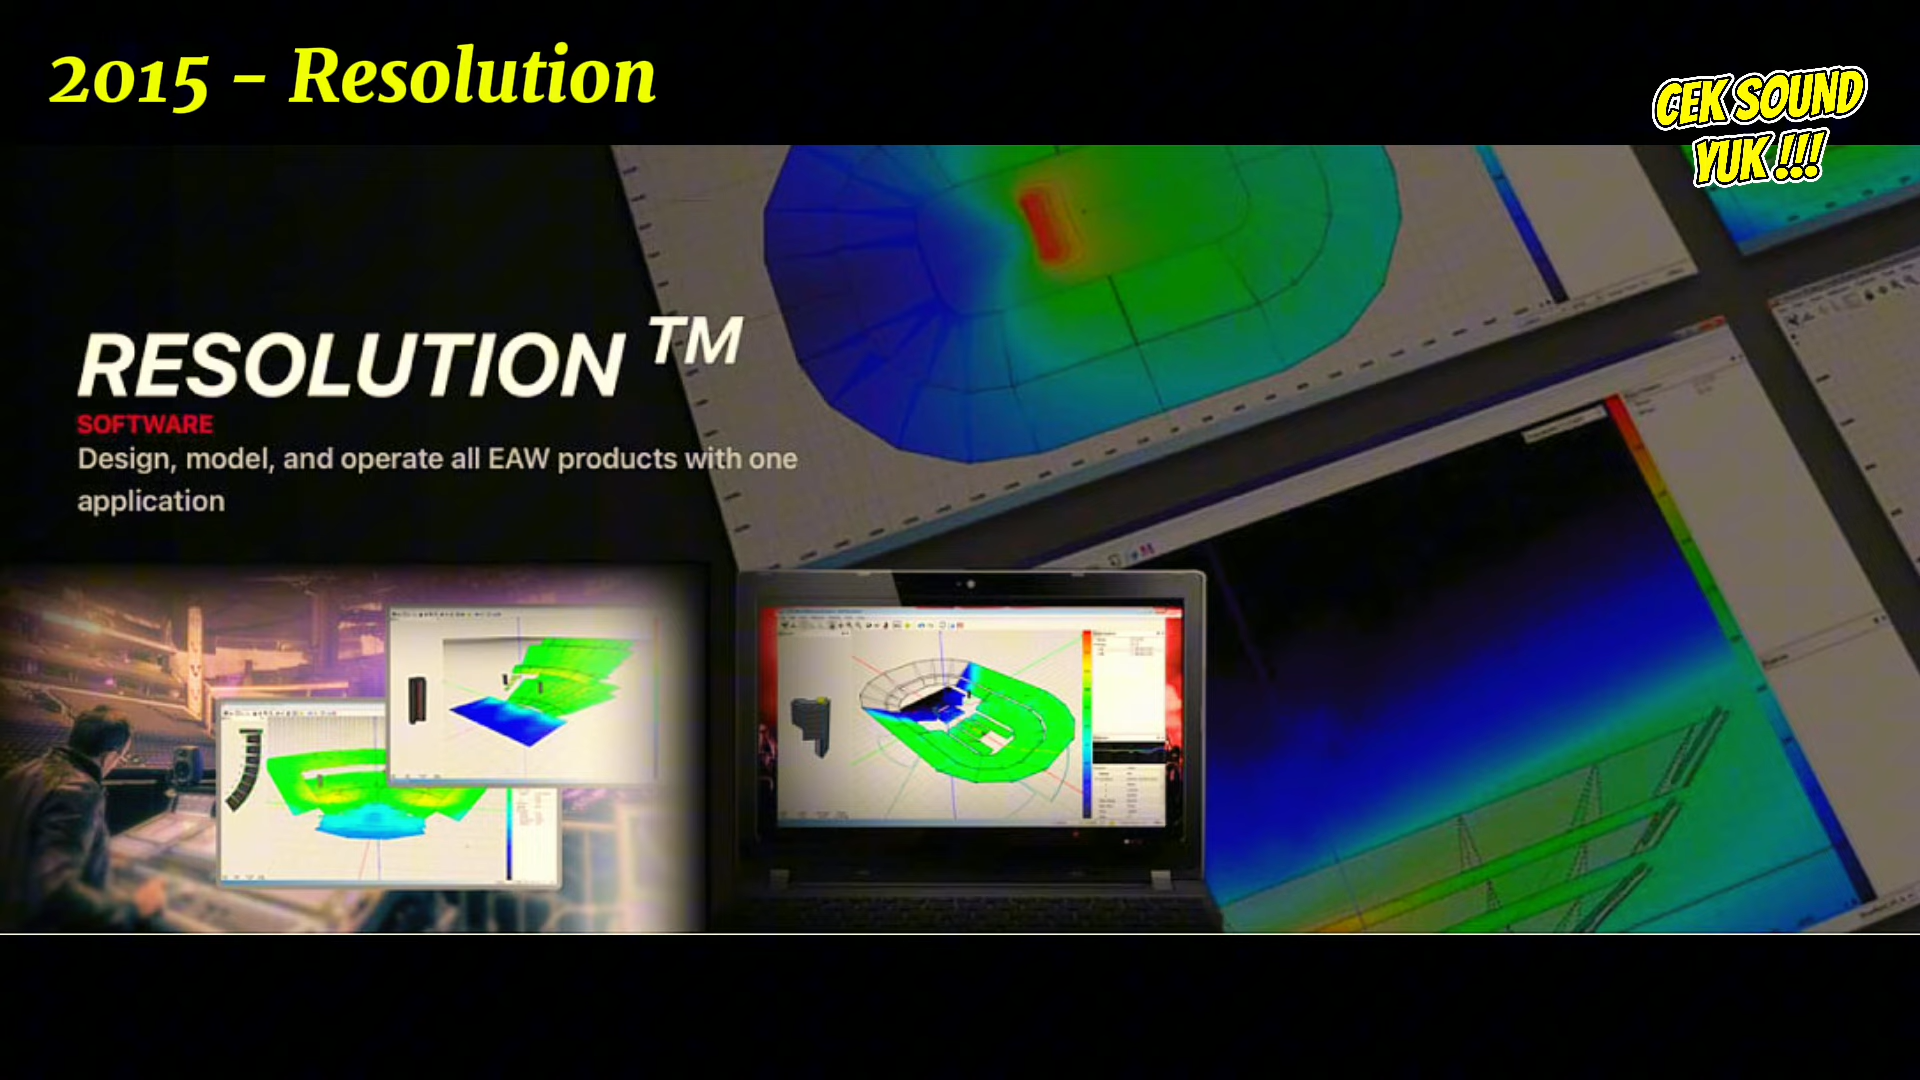 2015 - Resolution
CEK SOUND
YUK !!!
RESOLUTION TM
SOFTWARE
Design, model, and operate all EAW products with one
application